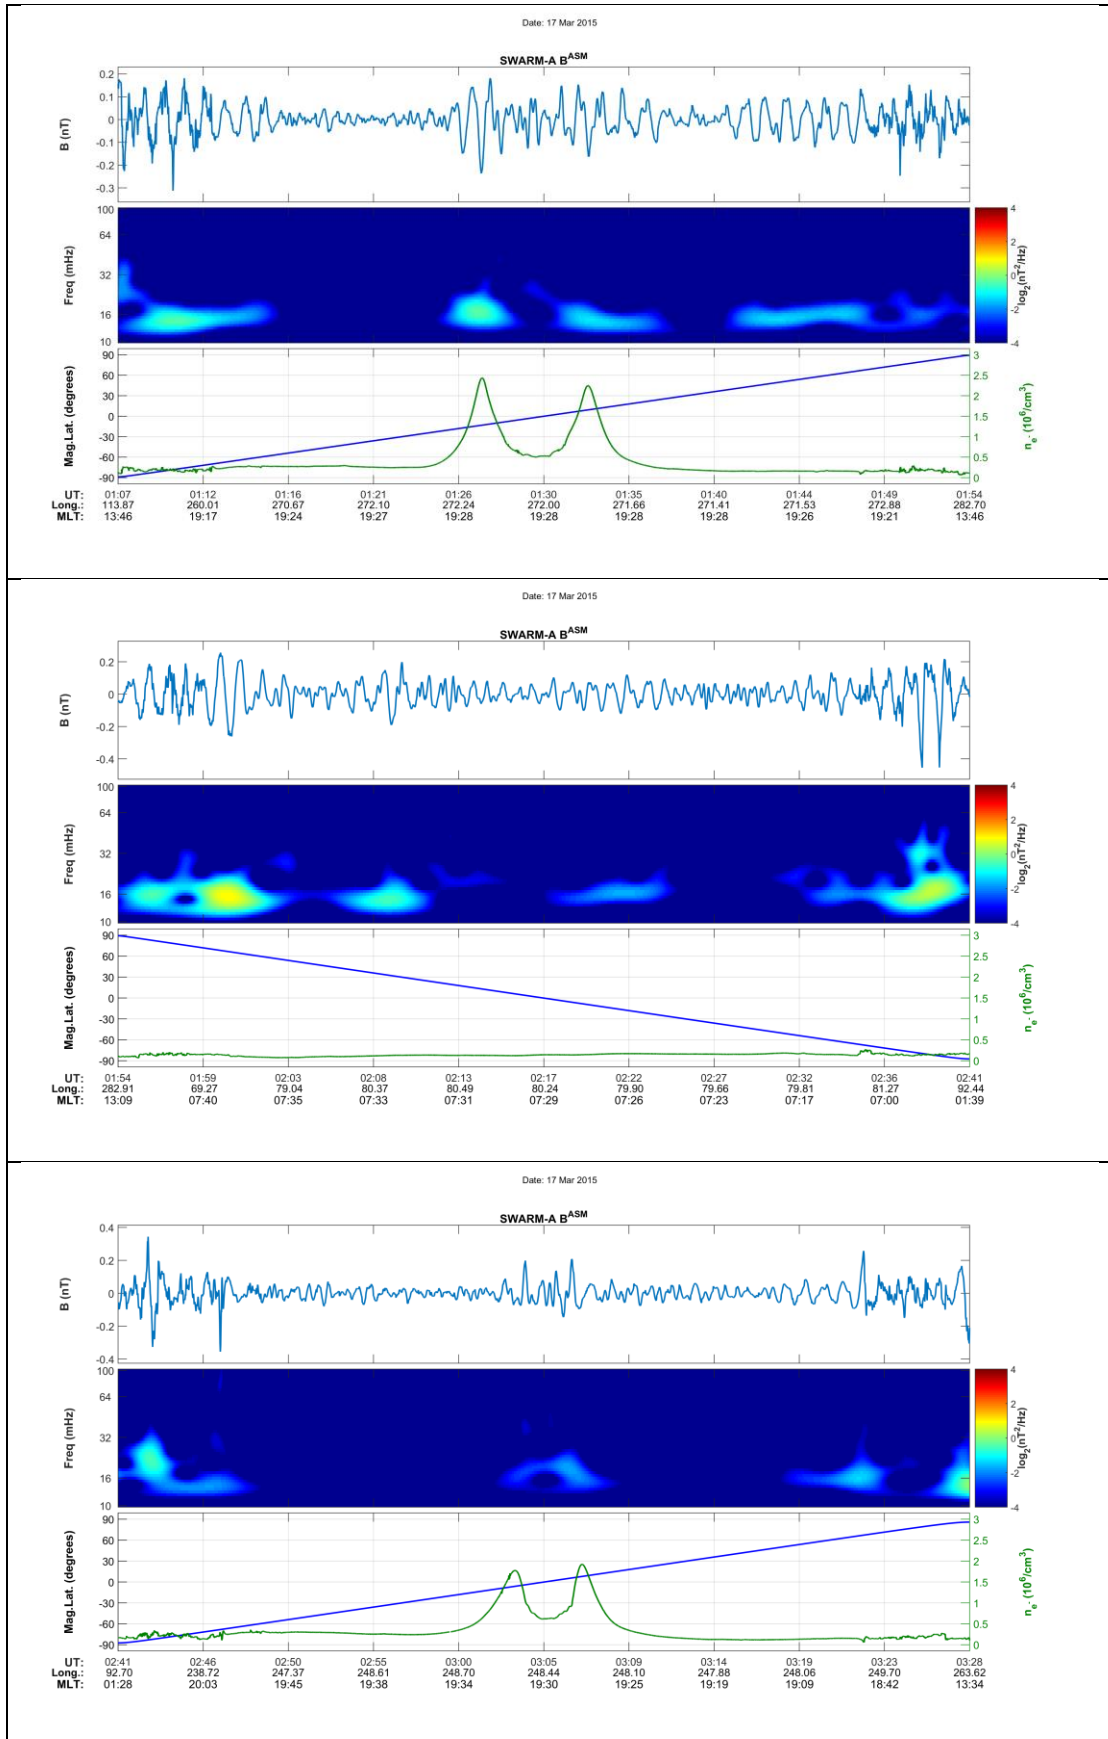 Date: 17 Mar 2015
SWARM-A B^ASM
B (nT)
0.2
0.1
0
-0.1
-0.2
-0.3
Freq (mHz)
100
64
32
16
10
4
2
0
-2
-4
log2(nT²/Hz)
Mag.Lat. (degrees)
90
60
30
0
-30
-60
-90
3
2.5
2
1.5
1
0.5
0
ne- (10⁶/cm³)
UT: 01:07 01:12 01:16 01:21 01:26 01:30 01:35 01:40 01:44 01:49 01:54
Long.: 113.87 260.01 270.67 272.10 272.24 272.00 271.66 271.41 271.53 272.88 282.70
MLT: 13:46 19:17 19:24 19:27 19:28 19:28 19:28 19:28 19:26 19:21 13:46
Date: 17 Mar 2015
SWARM-A B^ASM
B (nT)
0.2
0
-0.2
-0.4
Freq (mHz)
100
64
32
16
10
4
2
0
-2
-4
log2(nT²/Hz)
Mag.Lat. (degrees)
90
60
30
0
-30
-60
-90
3
2.5
2
1.5
1
0.5
0
ne- (10⁶/cm³)
UT: 01:54 01:59 02:03 02:08 02:13 02:17 02:22 02:27 02:32 02:36 02:41
Long.: 282.91 69.27 79.04 80.37 80.49 80.24 79.90 79.66 79.81 81.27 92.44
MLT: 13:09 07:40 07:35 07:33 07:31 07:29 07:26 07:23 07:17 07:00 01:39
Date: 17 Mar 2015
SWARM-A B^ASM
B (nT)
0.4
0.2
0
-0.2
-0.4
Freq (mHz)
100
64
32
16
10
4
2
0
-2
-4
log2(nT²/Hz)
Mag.Lat. (degrees)
90
60
30
0
-30
-60
-90
3
2.5
2
1.5
1
0.5
0
ne- (10⁶/cm³)
UT: 02:41 02:46 02:50 02:55 03:00 03:05 03:09 03:14 03:19 03:23 03:28
Long.: 92.70 238.72 247.37 248.61 248.70 248.44 248.10 247.88 248.06 249.70 263.62
MLT: 01:28 20:03 19:45 19:38 19:34 19:30 19:25 19:19 19:09 18:42 13:34